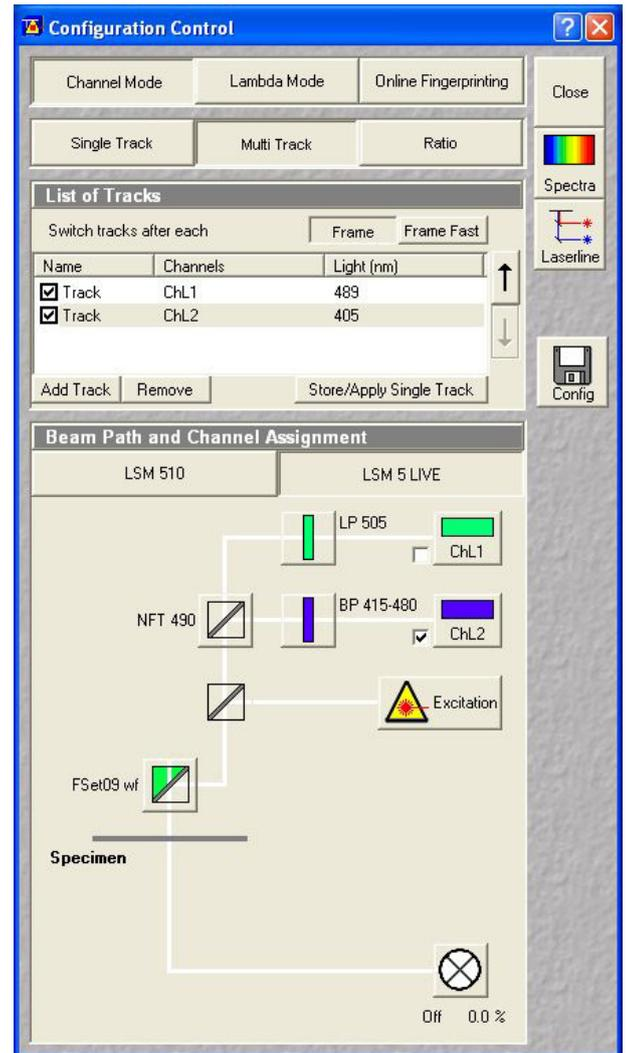 Configuration Control
Channel Mode Lambda Mode Online Fingerprinting
Close
Single Track Multi Track Ratio
Spectra
List of Tracks
Switch tracks after each Frame Frame Fast
Laserline
Name Channels Light (nm)
Track ChL1 489
Track ChL2 405
Add Track Remove Store/Apply Single Track
Config
Beam Path and Channel Assignment
LSM 510 LSM 5 LIVE
LP 505
ChL1
NFT 490
BP 415-480
ChL2
Excitation
FSet09 wf
Specimen
Off 0.0 %